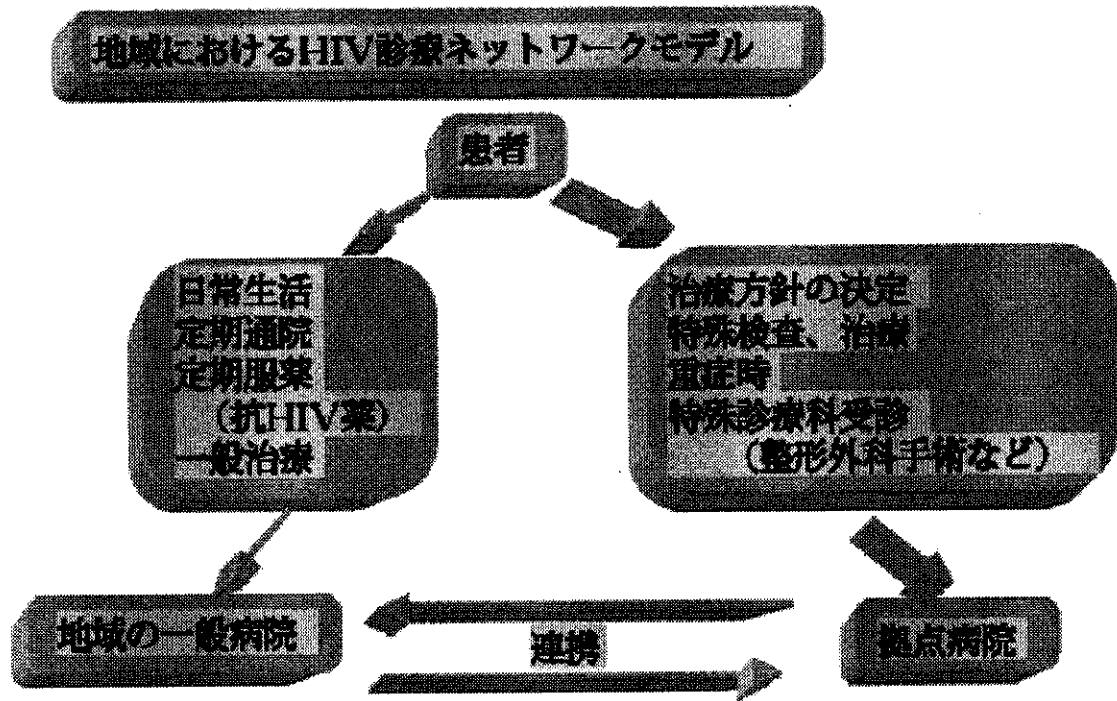 地域におけるHIV診療ネットワークモデル
患者
日常生活
定期通院
定期服薬
（抗HIV薬）
一般治療
治療方針の決定
特殊検査、治療
重症時
特殊診療科受診
（整形外科手術など）
地域の一般病院
連携
拠点病院